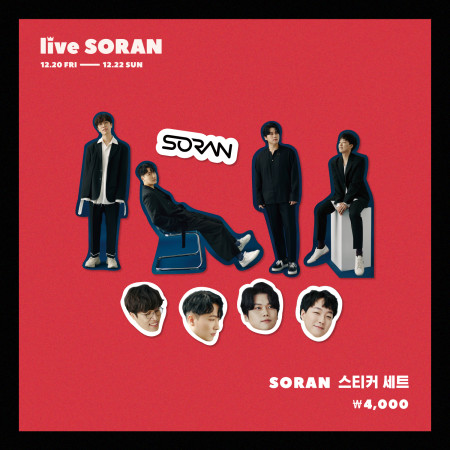 live SORAN
12.20 FRI —— 12.22 SUN
SORAN
SORAN 스티커 세트
₩4,000